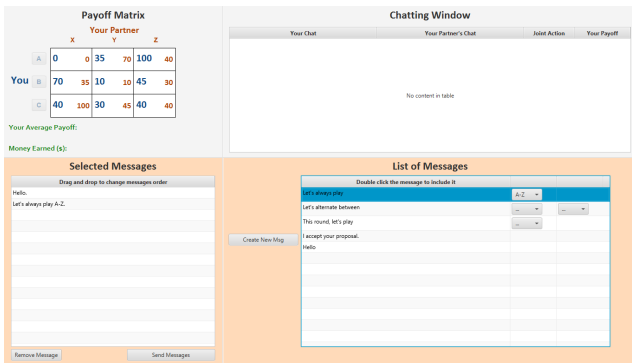 Payoff Matrix
Your Partner
X Y Z
A 0 0 35 70 100 40
You B 70 35 10 10 45 30
C 40 100 30 45 40 40
Your Average Payoff:
Money Earned ($):
Chatting Window
Your Chat Your Partner's Chat Joint Action Your Payoff
No content in table
Selected Messages
Drag and drop to change messages order
Hello.
Let's always play A-Z.
Remove Message Send Messages
List of Messages
Double click the message to include it
Let's always play A-Z
Let's alternate between _ _
This round, let's play _
I accept your proposal.
Hello
Create New Msg